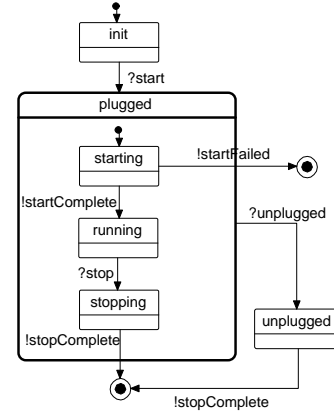 init
?start
plugged
starting
!startFailed
!startComplete
running
?unplugged
?stop
stopping
unplugged
!stopComplete
!stopComplete